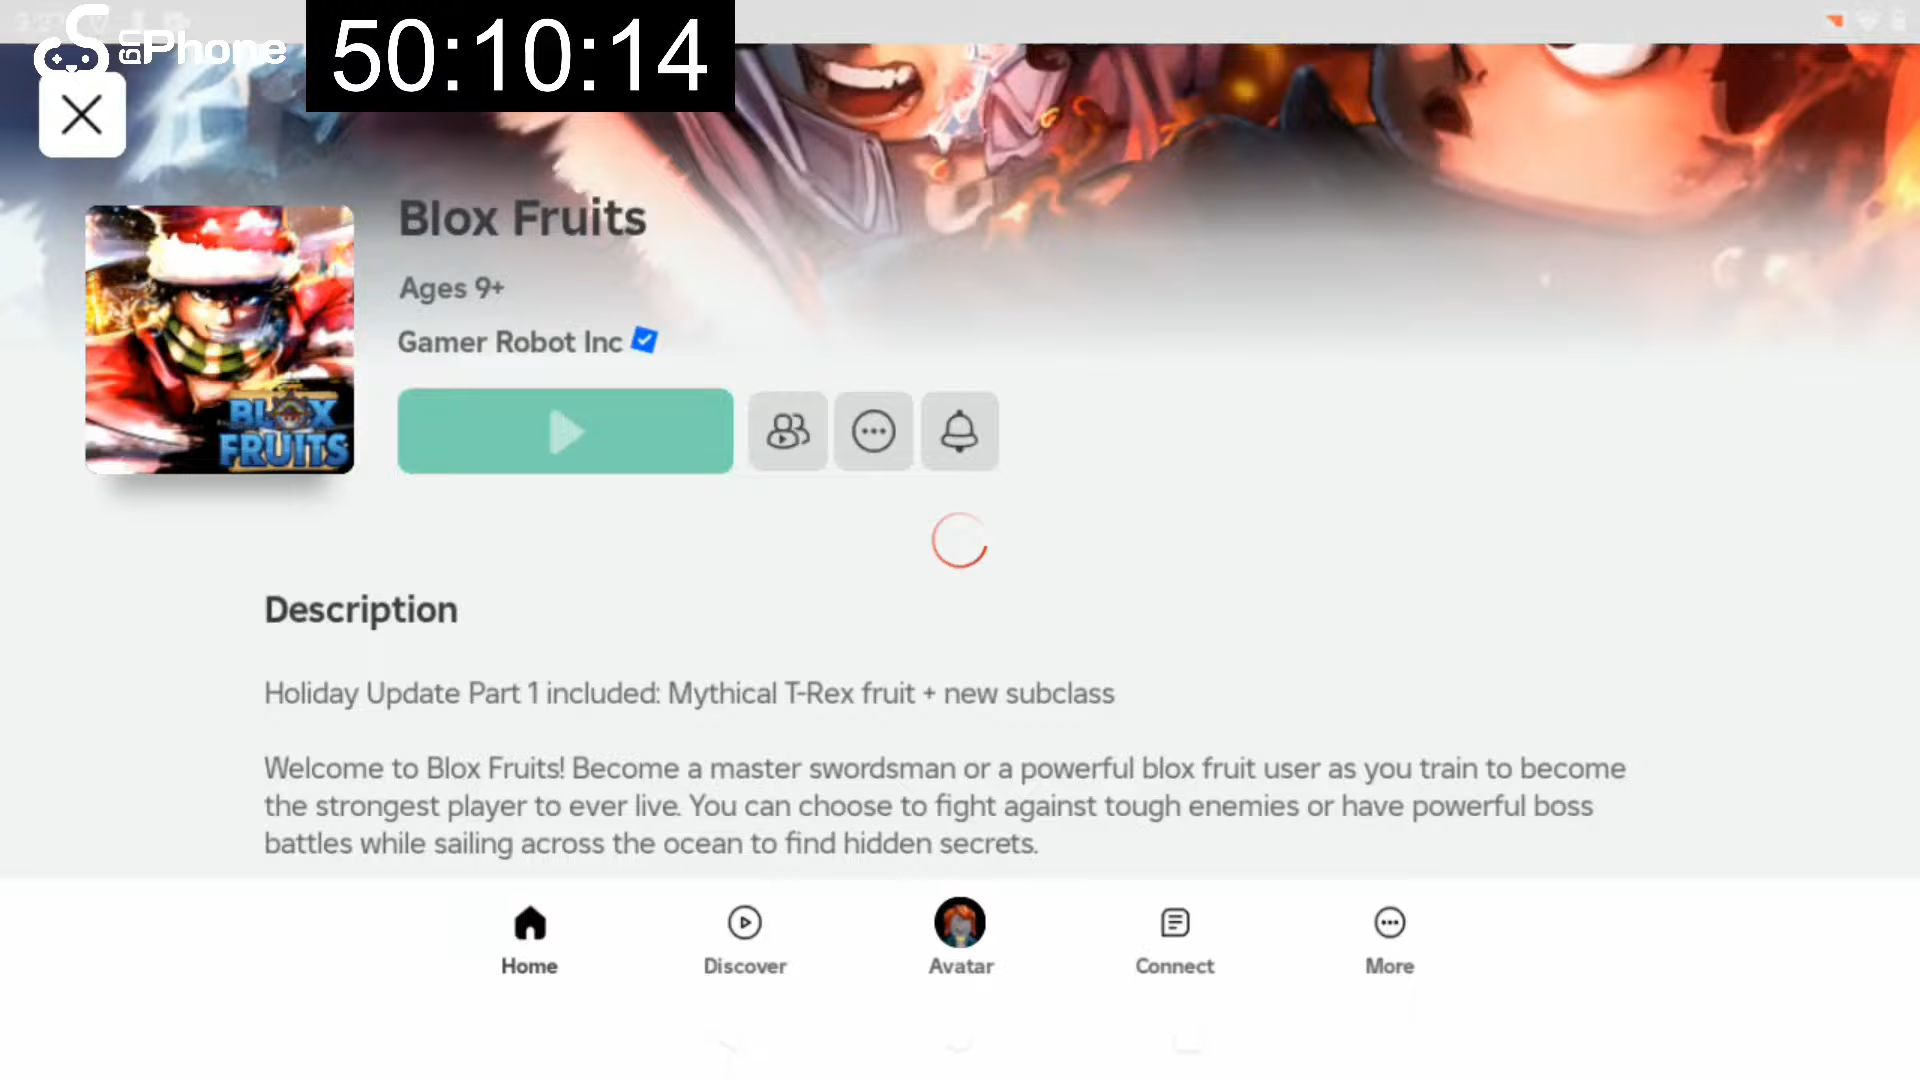 iPhone
50:10:14
Blox Fruits
Ages 9+
Gamer Robot Inc
BLOX
FRUITS
Description
Holiday Update Part 1 included: Mythical T-Rex fruit + new subclass
Welcome to Blox Fruits! Become a master swordsman or a powerful blox fruit user as you train to become
the strongest player to ever live. You can choose to fight against tough enemies or have powerful boss
battles while sailing across the ocean to find hidden secrets.
Home
Discover
Avatar
Connect
More